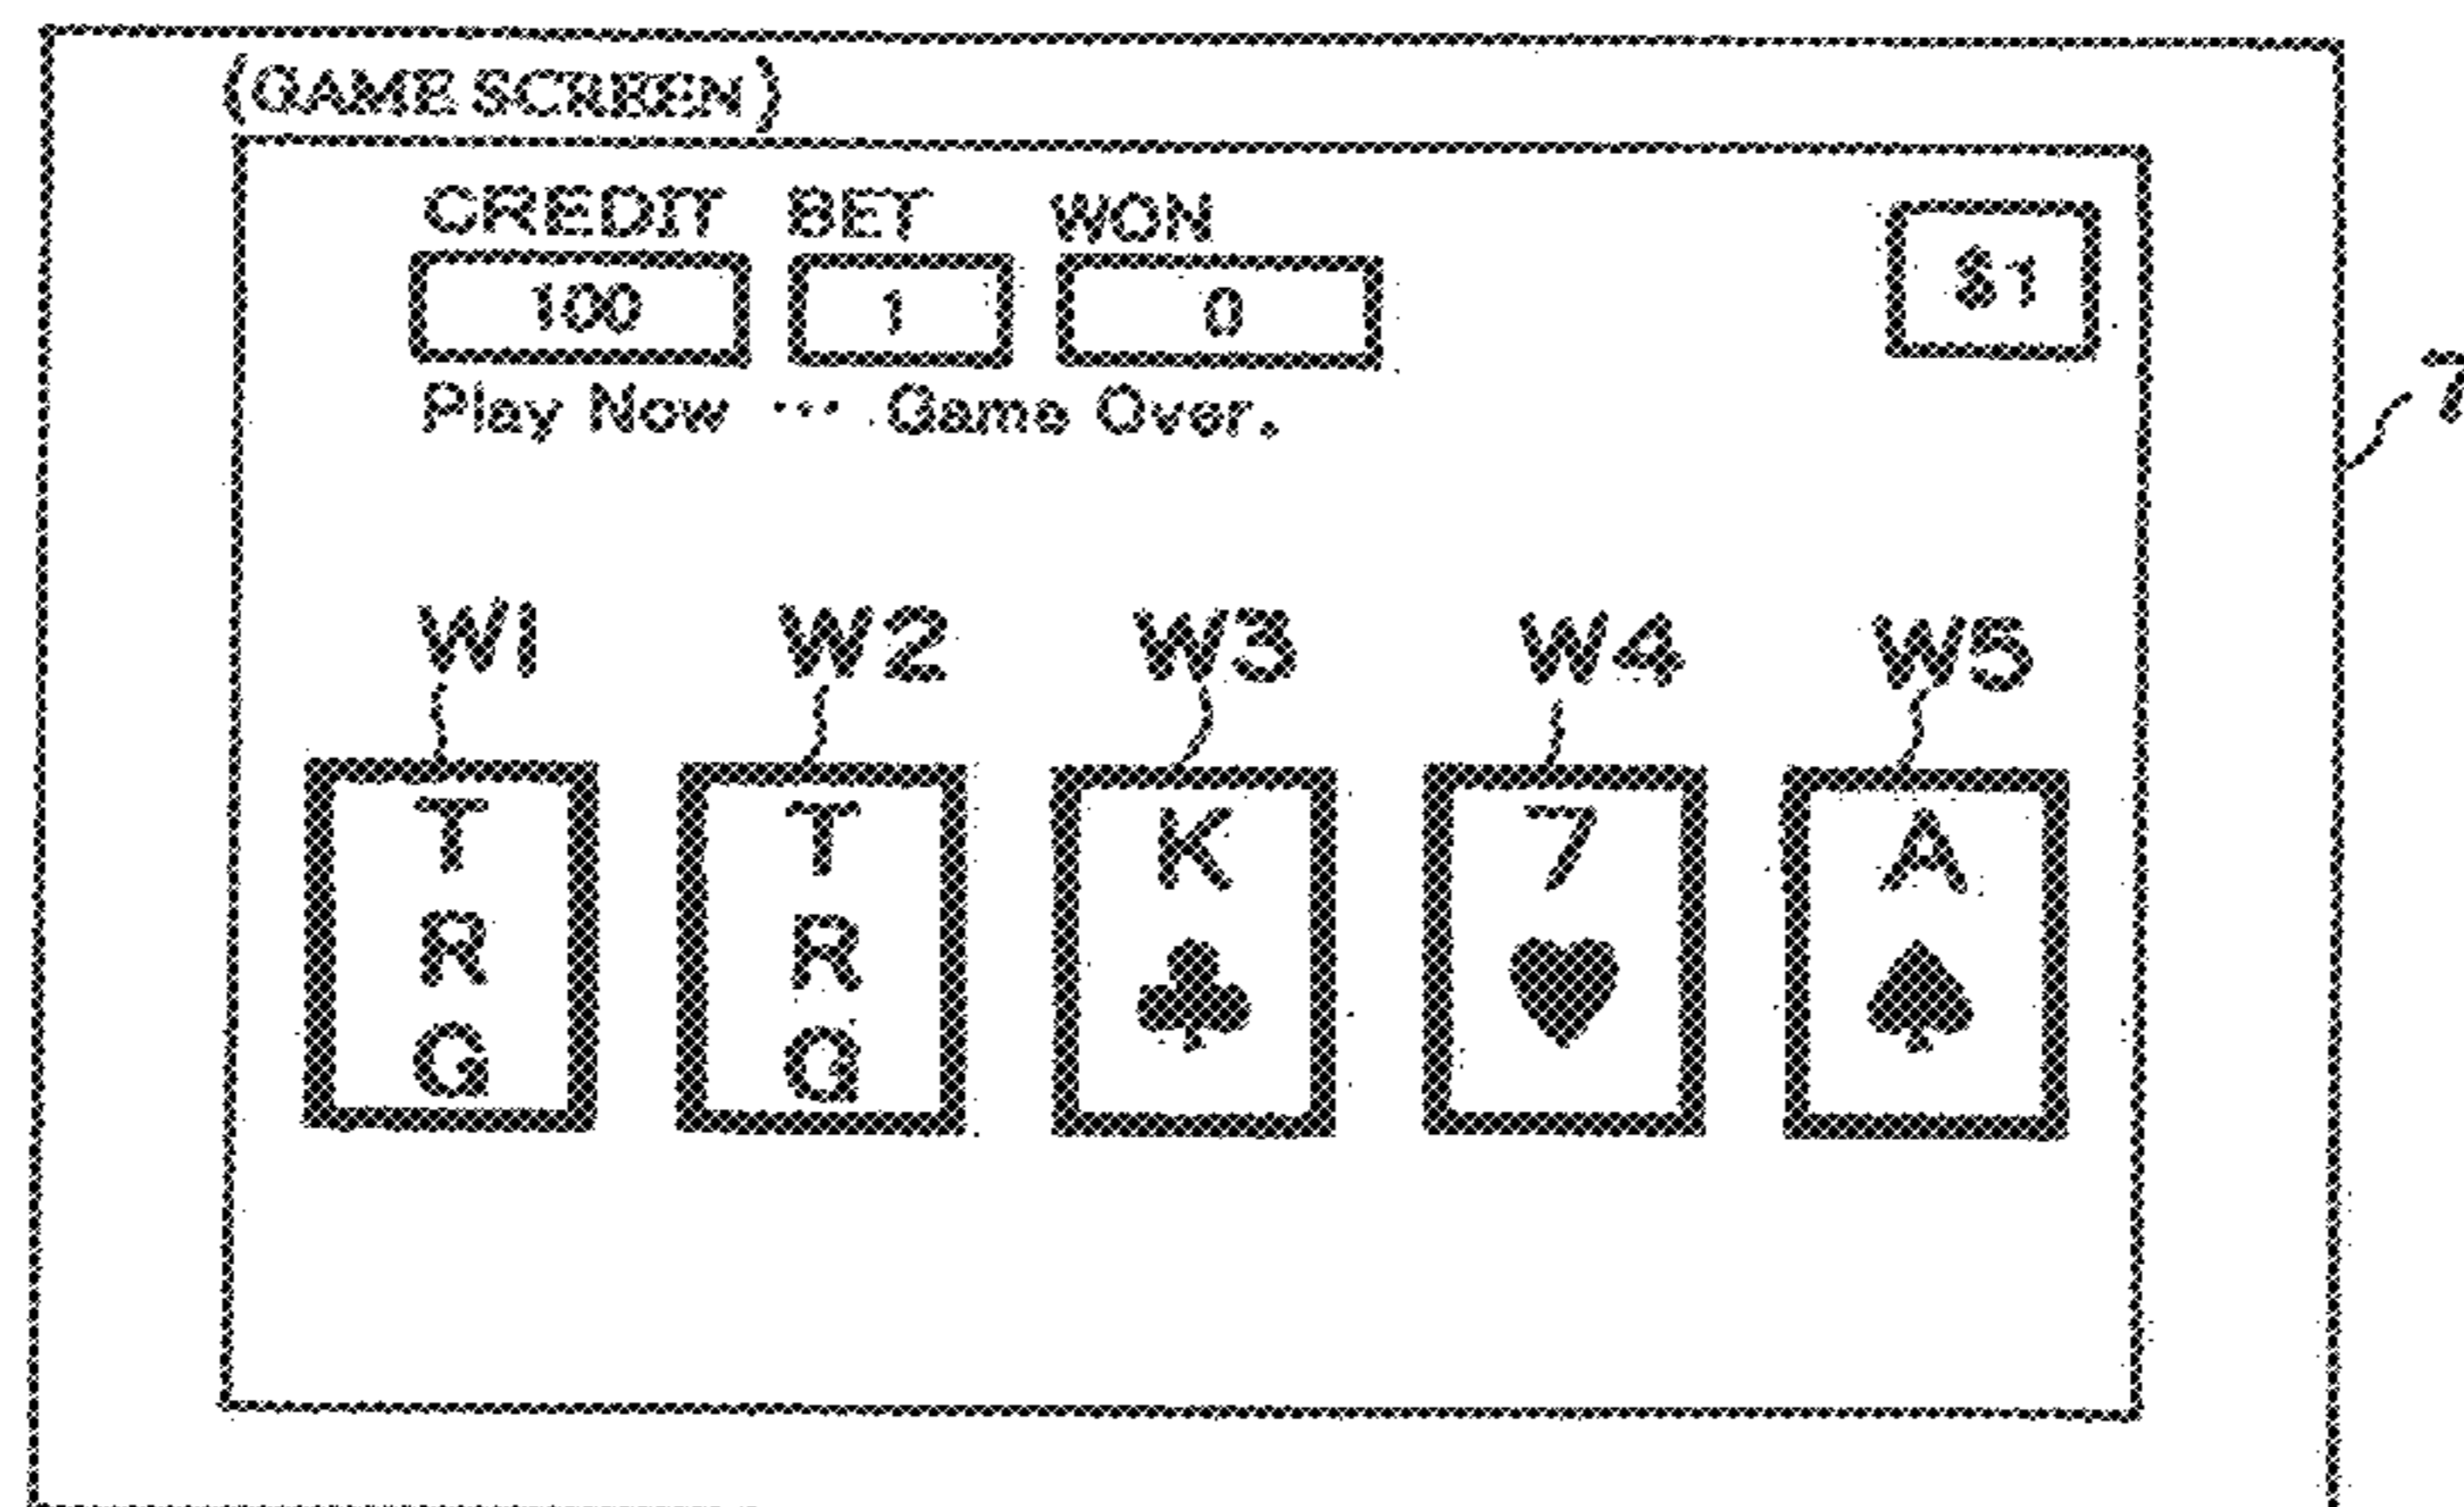 (GAME SCREEN)
CREDIT BET WON
100 1 0 $1
Play Now ... Game Over.
7
W1 W2 W3 W4 W5
T T K 7 A
R R ♣ ♥ ♠
G G